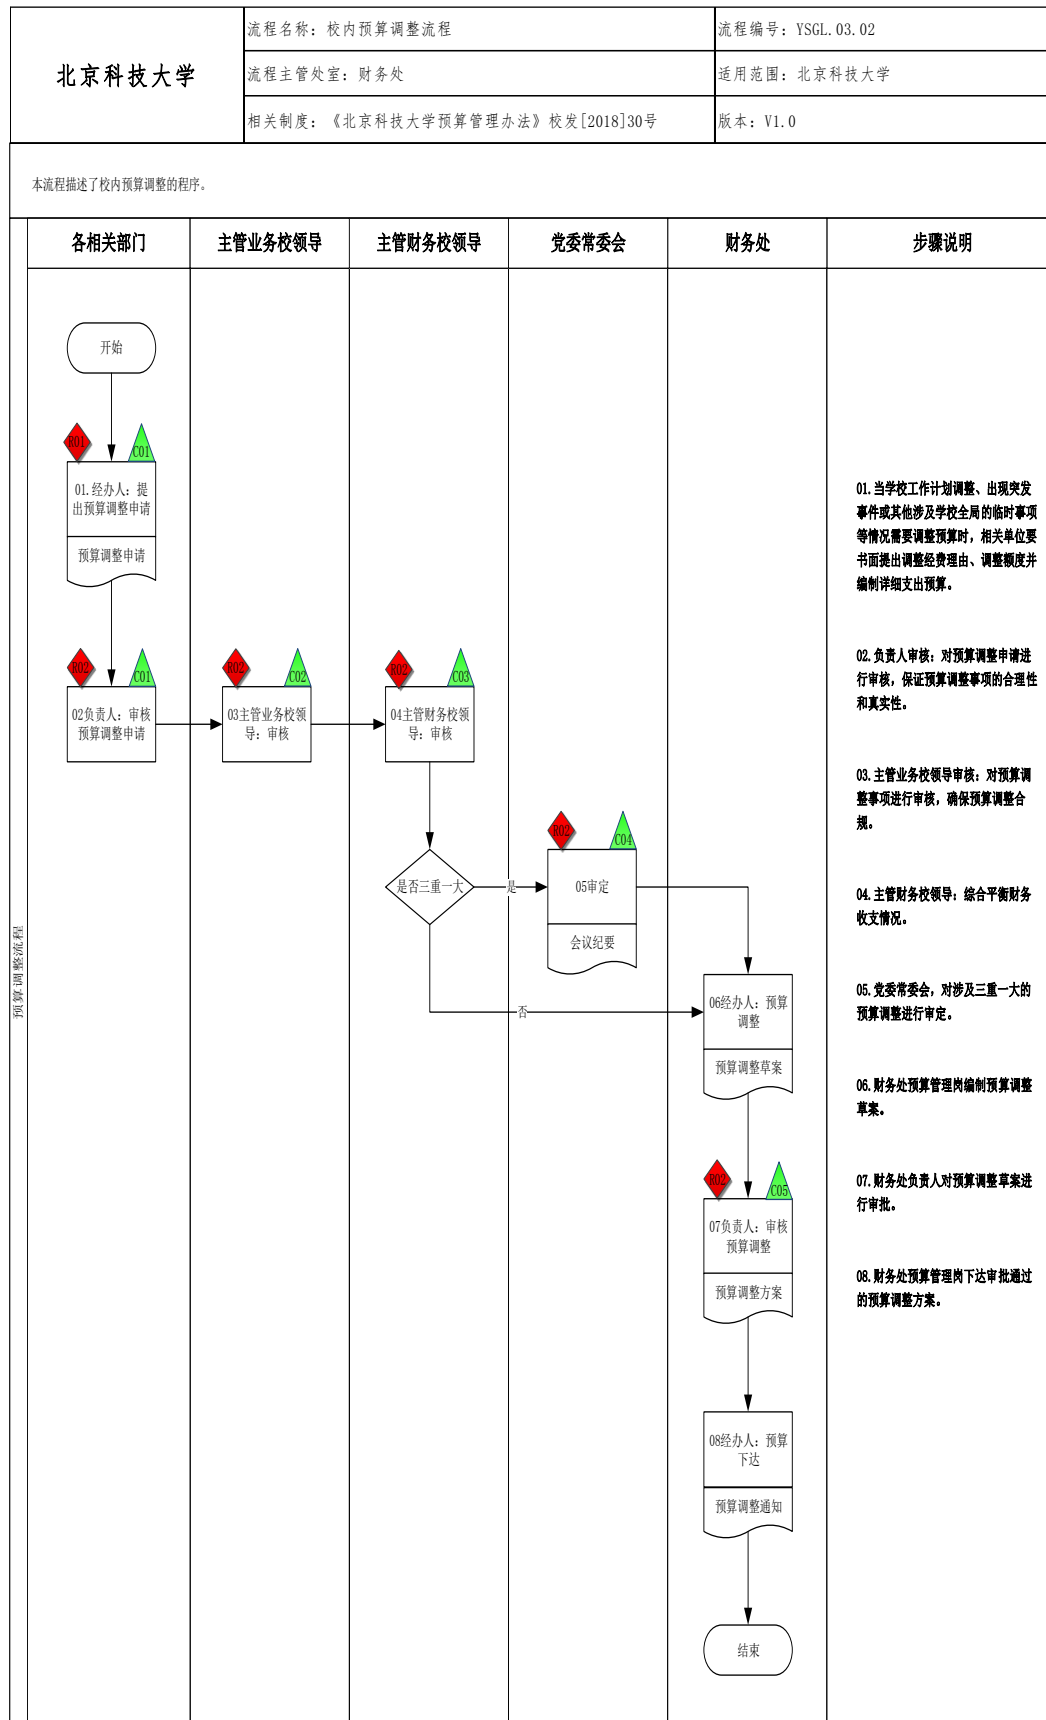 北京科技大学
流程名称：校内预算调整流程
流程编号：YSGL.03.02
流程主管处室：财务处
适用范围：北京科技大学
相关制度：《北京科技大学预算管理办法》校发[2018]30号
版本：V1.0
本流程描述了校内预算调整的程序。
各相关部门
主管业务校领导
主管财务校领导
党委常委会
财务处
步骤说明
预算调整流程
开始
R01
C01
01.经办人：提
出预算调整申请
预算调整申请
R02
C01
02负责人：审核
预算调整申请
R02
C02
03主管业务校领
导：审核
R02
C03
04主管财务校领
导：审核
是否三重一大
是
否
R02
C04
05审定
会议纪要
06经办人：预算
调整
预算调整草案
R02
C05
07负责人：审核
预算调整
预算调整方案
08经办人：预算
下达
预算调整通知
结束
01.当学校工作计划调整、出现突发
事件或其他涉及学校全局的临时事项
等情况需要调整预算时，相关单位要
书面提出调整经费理由、调整额度并
编制详细支出预算。
02.负责人审核：对预算调整申请进
行审核，保证预算调整事项的合理性
和真实性。
03.主管业务校领导审核：对预算调
整事项进行审核，确保预算调整合
规。
04.主管财务校领导：综合平衡财务
收支情况。
05.党委常委会，对涉及三重一大的
预算调整进行审定。
06.财务处预算管理岗编制预算调整
草案。
07.财务处负责人对预算调整草案进
行审批。
08.财务处预算管理岗下达审批通过
的预算调整方案。